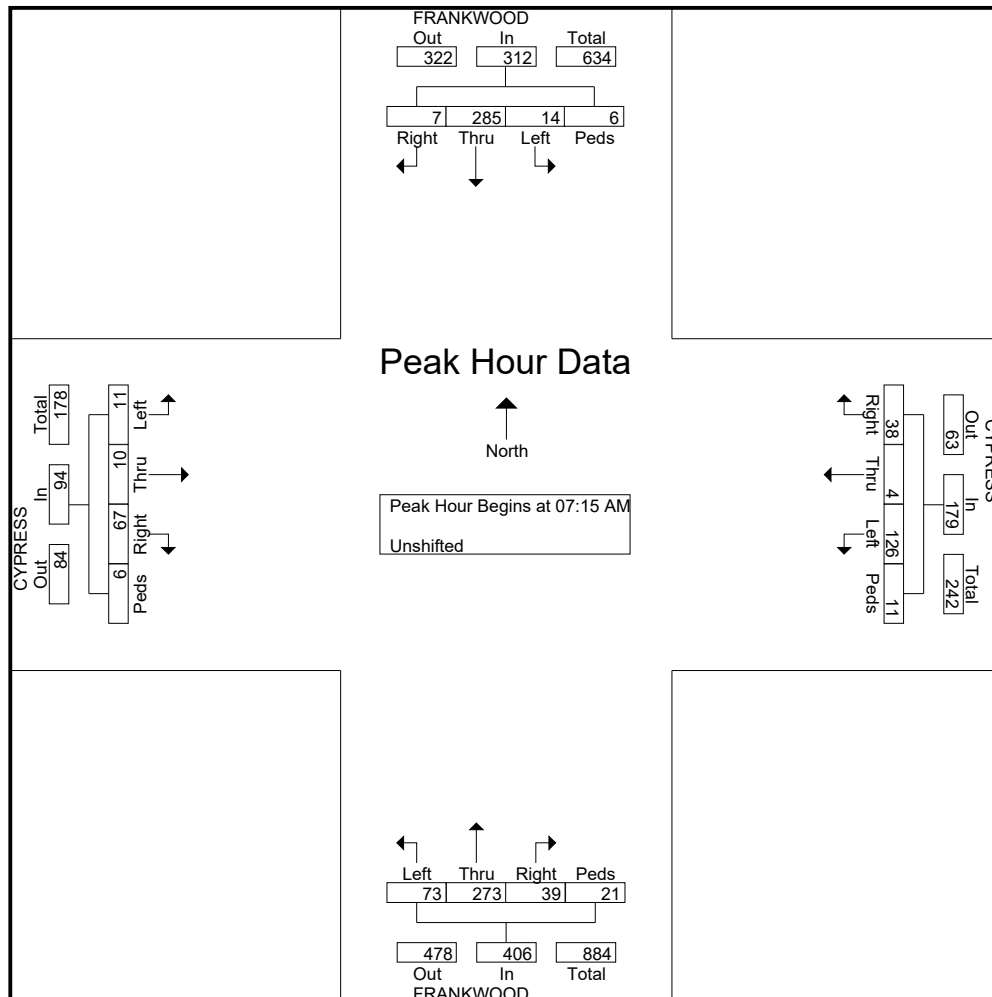 FRANKWOOD
Out In Total
322 312 634
7 285 14 6
Right Thru Left Peds
Peak Hour Data
North
Peak Hour Begins at 07:15 AM
Unshifted
CYPRESS
Out In Total
84 94 178
11 10 67 6
Left Thru Right Peds
CYPRESS
Out In Total
63 179 242
38 4 126 11
Right Thru Left Peds
Left Thru Right Peds
73 273 39 21
478 406 884
Out In Total
FRANKWOOD